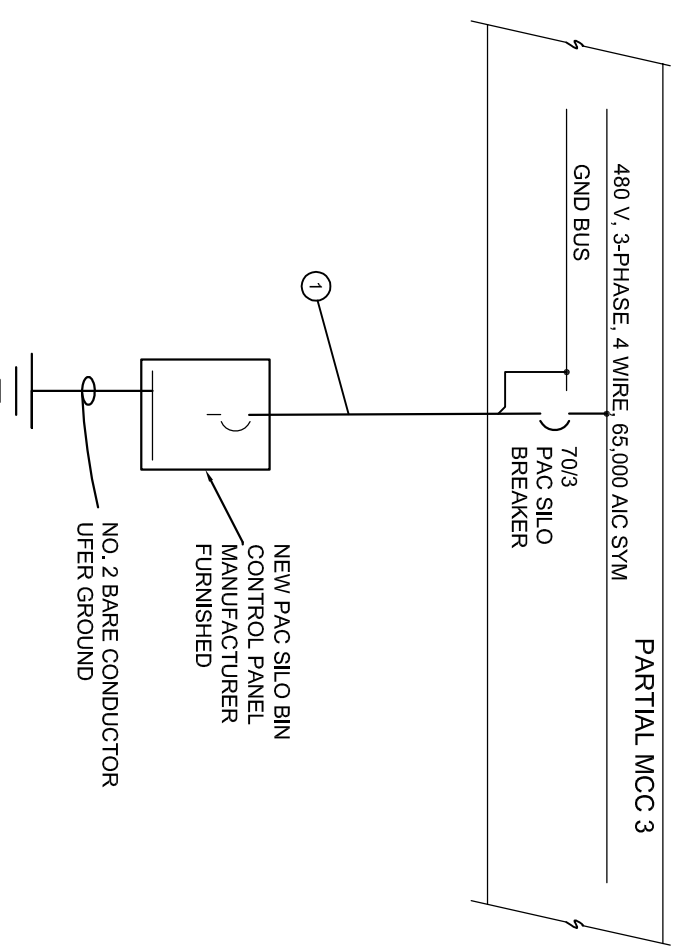 PARTIAL MCC 3
480 V, 3-PHASE, 4 WIRE, 65,000 AIC SYM
GND BUS
70/3
PAC SILO
BREAKER
1
NEW PAC SILO BIN
CONTROL PANEL
MANUFACTURER
FURNISHED
NO. 2 BARE CONDUCTOR
UFER GROUND